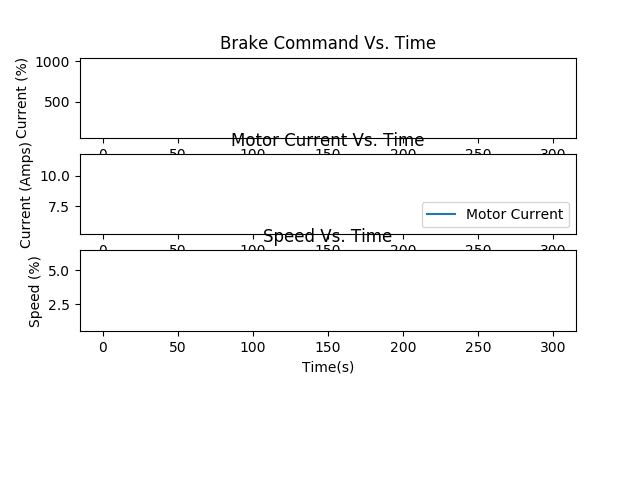 Brake Command Vs. Time
Current (%)
1000
500
0 50 100 150 200 250 300
Motor Current Vs. Time
Current (Amps)
10.0
7.5
Motor Current
0 50 100 150 200 250 300
Speed Vs. Time
Speed (%)
5.0
2.5
0 50 100 150 200 250 300
Time(s)